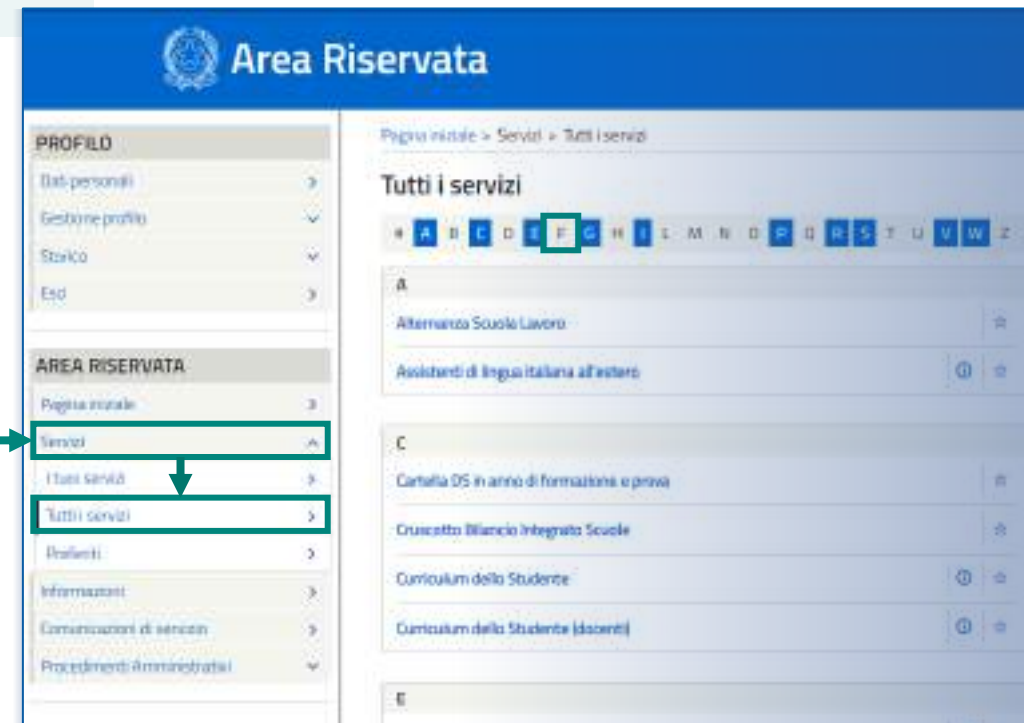 Area Riservata
PROFILO
Dati personali
Gestione profilo
Storico
Esci
AREA RISERVATA
Pagina iniziale
Servizi
I tuoi servizi
Tutti i servizi
Preferiti
Informazioni
Comunicazioni di servizio
Procedimenti Amministrativi
Pagina iniziale > Servizi > Tutti i servizi
Tutti i servizi
# A B C D E F G H I L M N O P Q R S T U V W Z
A
Alternanza Scuola Lavoro
Assistenti di lingua italiana all'estero
C
Cartella DS in anno di formazione e prova
Cruscotto Bilancio Integrato Scuole
Curriculum dello Studente
Curriculum dello Studente (docenti)
E